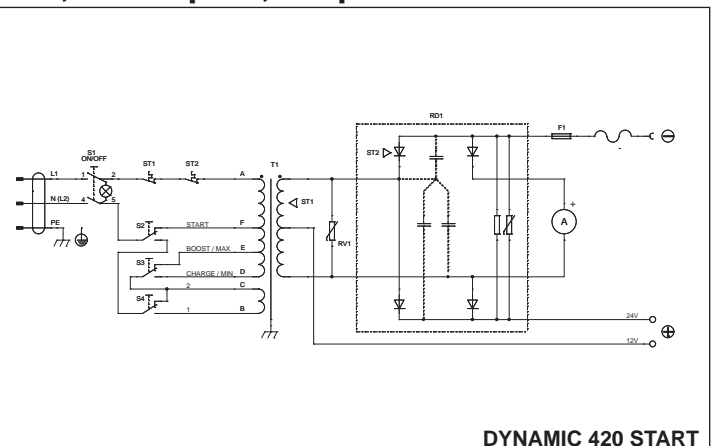 RD1
F1
S1
ON/OFF
ST1
ST2
T1
ST2
L1
1
2
A
N (L2)
4
5
ST1
+
A
PE
S2
START
F
RV1
BOOST / MAX
E
S3
CHARGE / MIN
D
2
C
S4
1
B
24V
12V
-
DYNAMIC 420 START